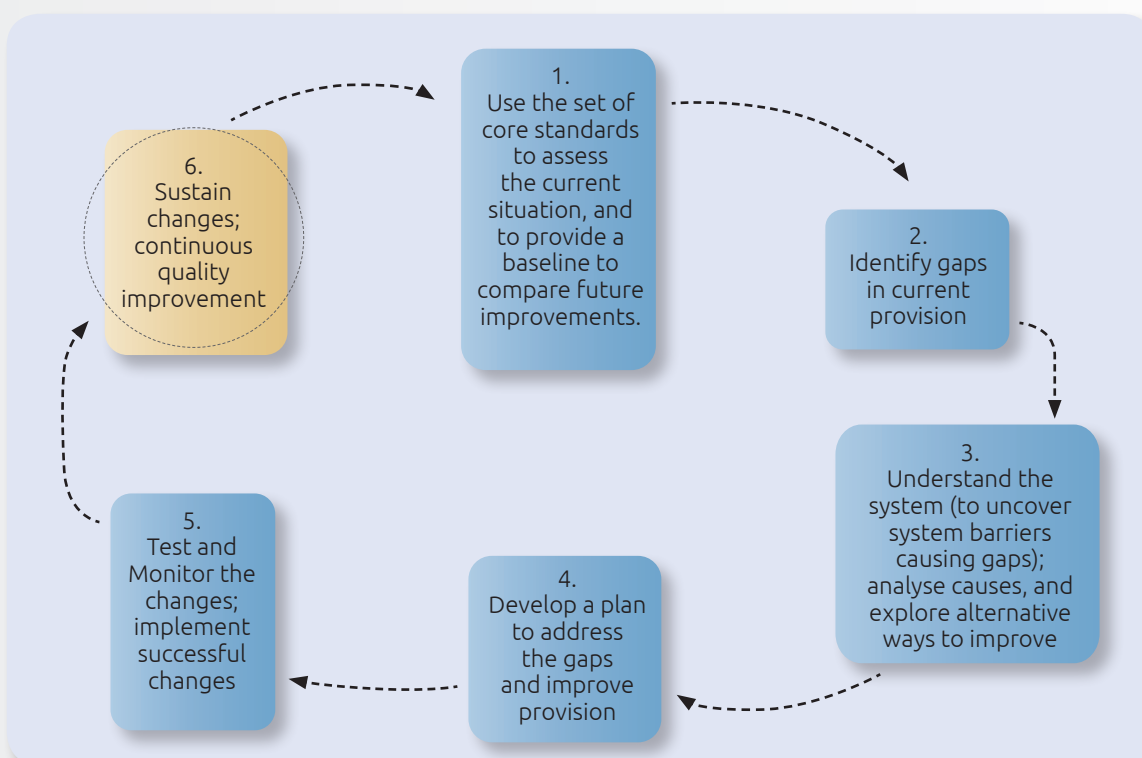 1.
Use the set of
core standards
to assess
the current
situation, and
to provide a
baseline to
compare future
improvements.
2.
Identify gaps
in current
provision
3.
Understand the
system (to uncover
system barriers
causing gaps);
analyse causes, and
explore alternative
ways to improve
4.
Develop a plan
to address
the gaps
and improve
provision
5.
Test and
Monitor the
changes;
implement
successful
changes
6.
Sustain
changes;
continuous
quality
improvement